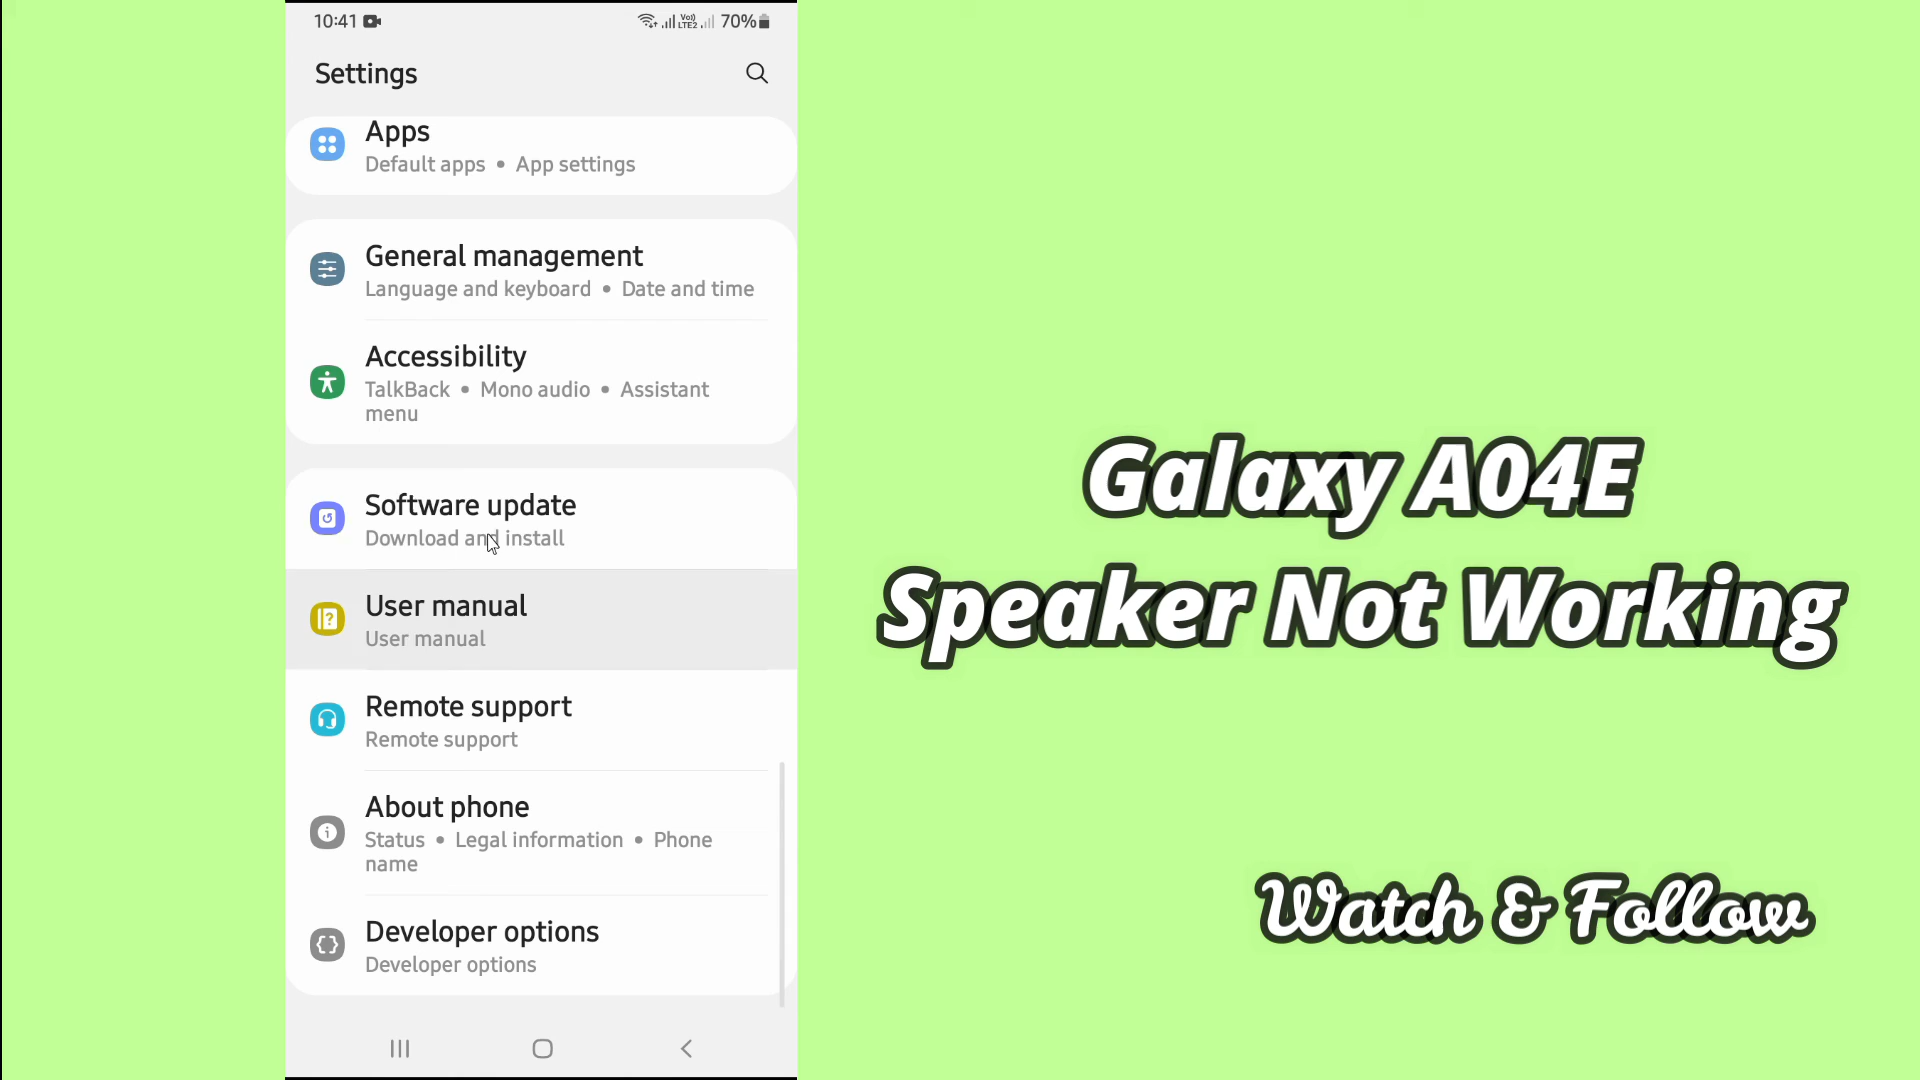 10:41
Vo))
LTE2
70%
Settings
Apps
Default apps • App settings
General management
Language and keyboard • Date and time
Accessibility
TalkBack • Mono audio • Assistant
menu
Software update
Download and install
User manual
User manual
Remote support
Remote support
About phone
Status • Legal information • Phone
name
Developer options
Developer options
Galaxy A04E
Speaker Not Working
Watch & Follow